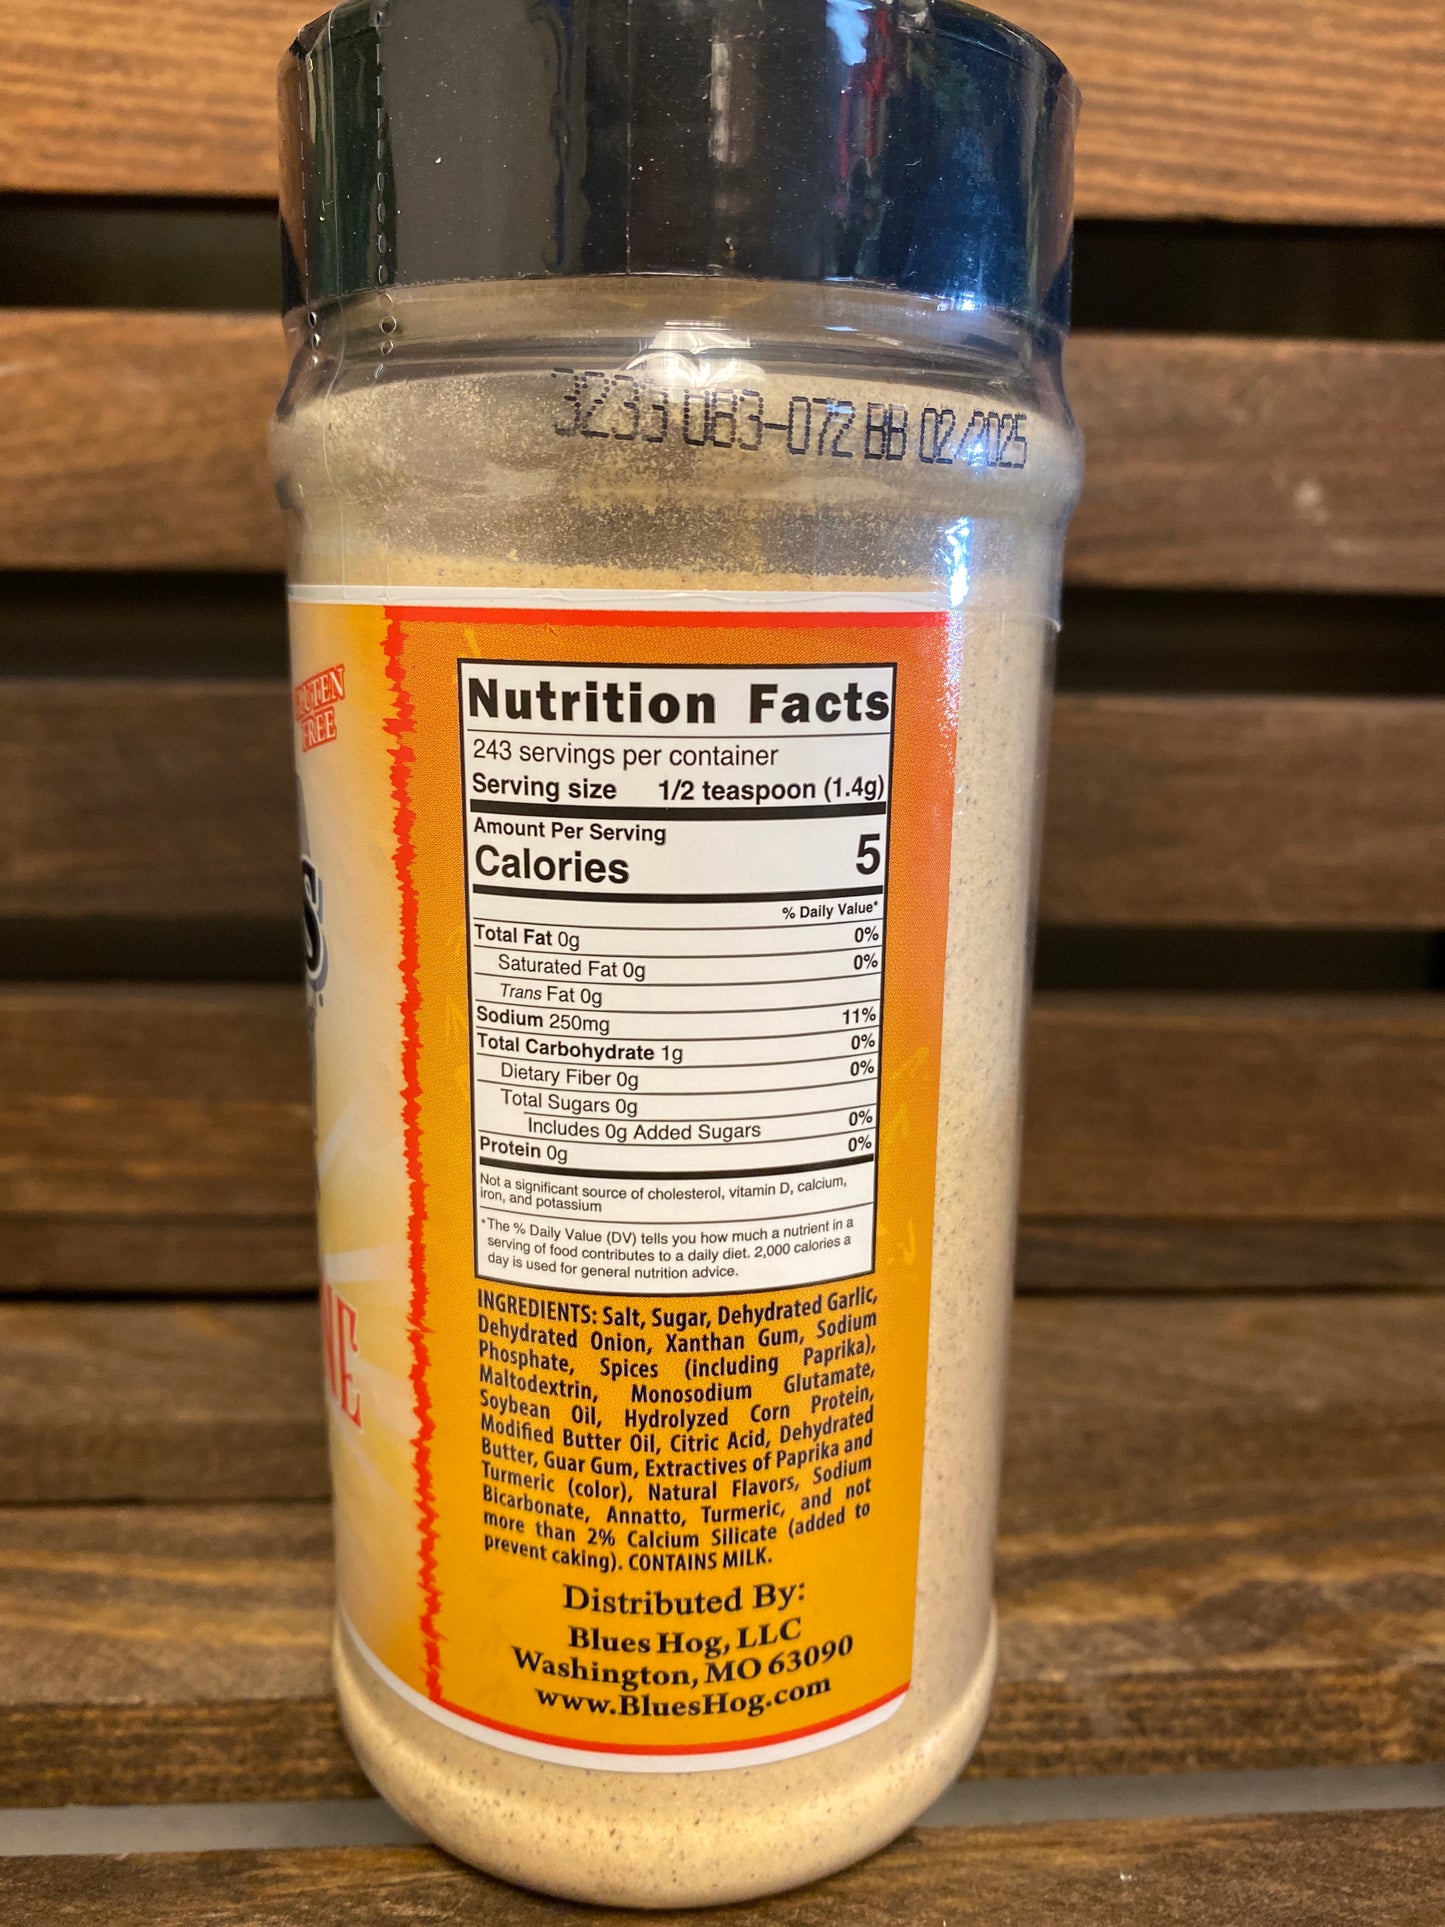 3233 083-072 BB 02/2025
FREE
Nutrition Facts
243 servings per container
Serving size 1/2 teaspoon (1.4g)
Amount Per Serving
Calories 5
% Daily Value*
Total Fat 0g 0%
Saturated Fat 0g 0%
Trans Fat 0g
Sodium 250mg 11%
Total Carbohydrate 1g 0%
Dietary Fiber 0g 0%
Total Sugars 0g
Includes 0g Added Sugars 0%
Protein 0g 0%
Not a significant source of cholesterol, vitamin D, calcium,
iron, and potassium
*The % Daily Value (DV) tells you how much a nutrient in a
serving of food contributes to a daily diet. 2,000 calories a
day is used for general nutrition advice.
INGREDIENTS: Salt, Sugar, Dehydrated Garlic,
Dehydrated Onion, Xanthan Gum, Sodium
Phosphate, Spices (including Paprika),
Maltodextrin, Monosodium Glutamate,
Soybean Oil, Hydrolyzed Corn Protein,
Modified Butter Oil, Citric Acid, Dehydrated
Butter, Guar Gum, Extractives of Paprika and
Turmeric (color), Natural Flavors, Sodium
Bicarbonate, Annatto, Turmeric, and not
more than 2% Calcium Silicate (added to
prevent caking). CONTAINS MILK.
Distributed By:
Blues Hog, LLC
Washington, MO 63090
www.BluesHog.com